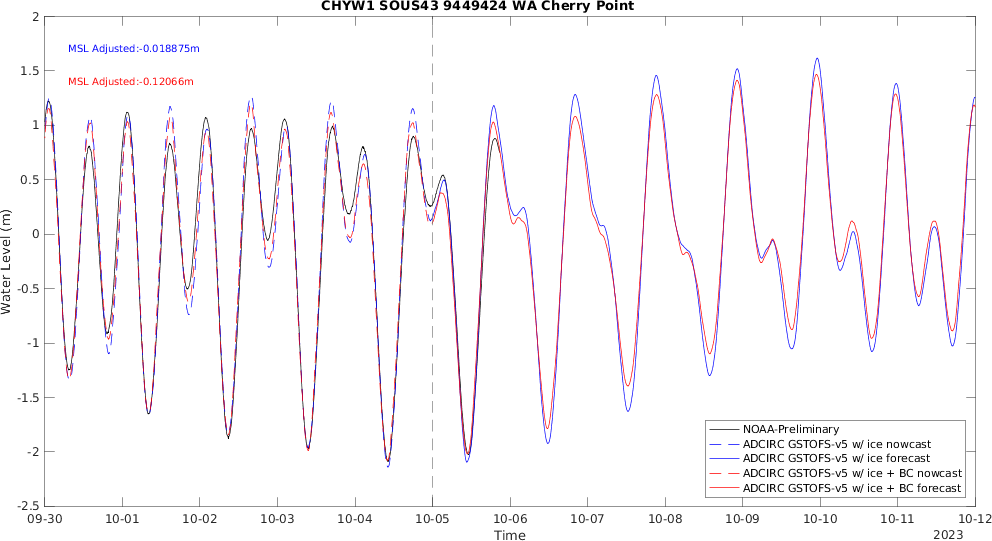 CHYW1 SOUS43 9449424 WA Cherry Point
MSL Adjusted:-0.018875m
MSL Adjusted:-0.12066m
Water Level (m)
2
1.5
1
0.5
0
-0.5
-1
-1.5
-2
-2.5
NOAA-Preliminary
ADCIRC GSTOFS-v5 w/ ice nowcast
ADCIRC GSTOFS-v5 w/ ice forecast
ADCIRC GSTOFS-v5 w/ ice + BC nowcast
ADCIRC GSTOFS-v5 w/ ice + BC forecast
09-30 10-01 10-02 10-03 10-04 10-05 10-06 10-07 10-08 10-09 10-10 10-11 10-12
Time
2023